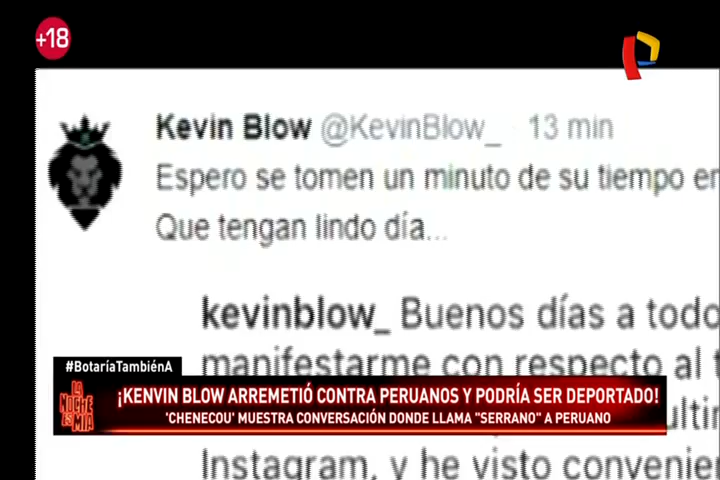 +18
Kevin Blow @KevinBlow_ · 13 min
Espero se tomen un minuto de su tiempo en
Que tengan lindo día...
kevinblow_ Buenos días a todo
manifestarme con respecto al t
#BotaríaTambiénA
LA NOCHE ES MÍA
¡KENVIN BLOW ARREMETIÓ CONTRA PERUANOS Y PODRÍA SER DEPORTADO!
'CHENECOU' MUESTRA CONVERSACIÓN DONDE LLAMA "SERRANO" A PERUANO
Instagram, y he visto convenien